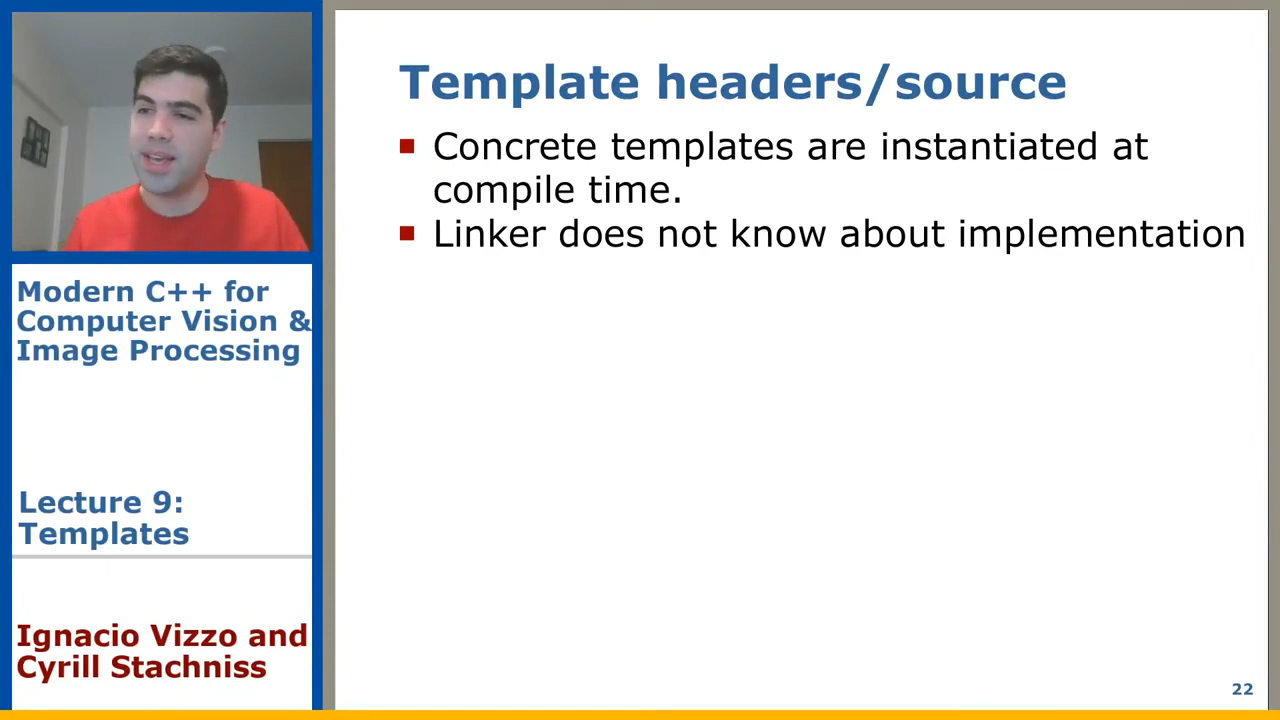 Template headers/source
Concrete templates are instantiated at
compile time.
Linker does not know about implementation
Modern C++ for
Computer Vision &
Image Processing
Lecture 9:
Templates
Ignacio Vizzo and
Cyrill Stachniss
22